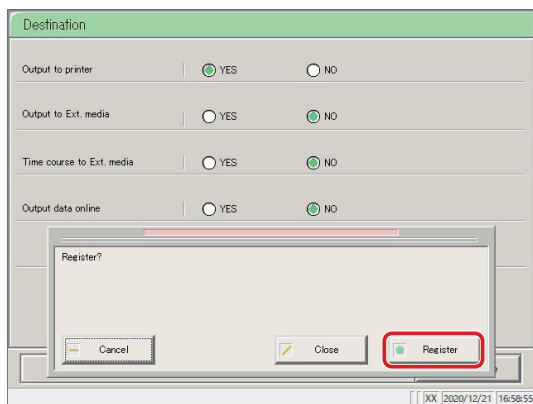 Destination
Output to printer YES NO
Output to Ext. media YES NO
Time course to Ext. media YES NO
Output data online YES NO
Register?
Cancel Close Register
XX 2020/12/21 16:58:55